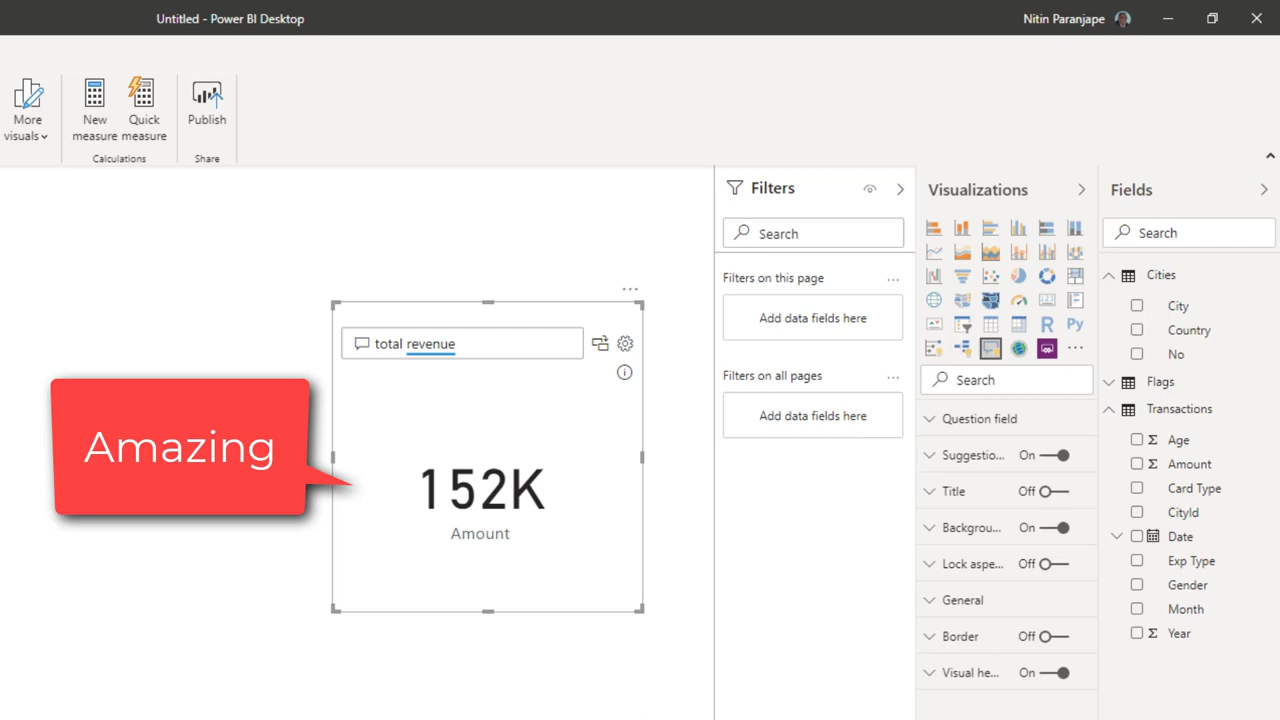 Untitled - Power BI Desktop
Nitin Paranjape
More
visuals
New
measure
Quick
measure
Publish
Calculations
Share
Filters
Search
Filters on this page
...
Add data fields here
Filters on all pages
...
Add data fields here
Visualizations
R
Py
...
Search
Question field
Suggestio... On
Title Off
Backgrou... On
Lock aspe... Off
General
Border Off
Visual he... On
Fields
Search
Cities
City
Country
No
Flags
Transactions
Σ Age
Σ Amount
Card Type
CityId
Date
Exp Type
Gender
Month
Σ Year
...
total revenue
152K
Amount
Amazing